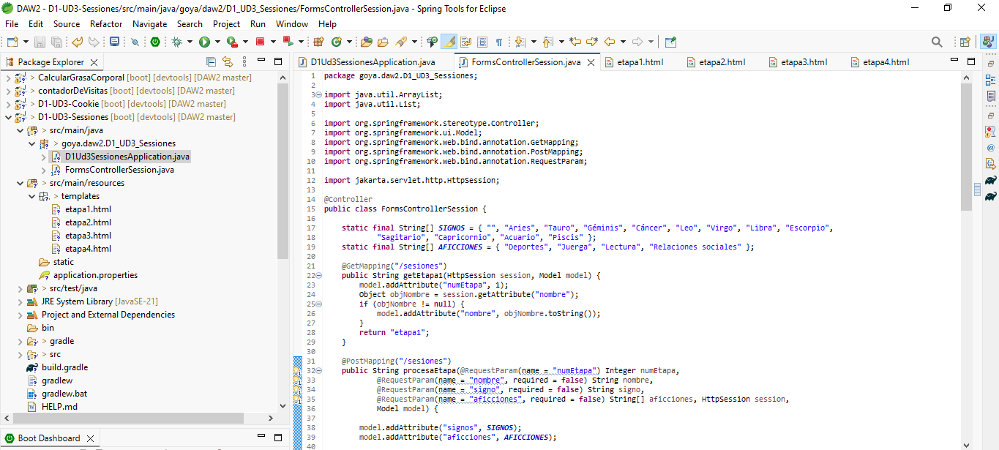 DAW2 - D1-UD3-Sessiones/src/main/java/goya/daw2/D1_UD3_Sessiones/FormsControllerSession.java - Spring Tools for Eclipse
File Edit Source Refactor Navigate Search Project Run Window Help
Package Explorer
> CalcularGrasaCorporal [boot] [devtools] [DAW2 master]
> contadorDeVisitas [boot] [devtools] [DAW2 master]
> D1-UD3-Cookie [boot] [devtools] [DAW2 master]
> D1-UD3-Sessiones [boot] [devtools] [DAW2 master]
> src/main/java
> goya.daw2.D1_UD3_Sessiones
D1Ud3SessionesApplication.java
FormsControllerSession.java
> src/main/resources
> templates
etapa1.html
etapa2.html
etapa3.html
etapa4.html
static
application.properties
> src/test/java
JRE System Library [JavaSE-21]
Project and External Dependencies
bin
> gradle
> src
build.gradle
gradlew
gradlew.bat
HELP.md
Boot Dashboard
D1Ud3SessionesApplication.java FormsControllerSession.java etapa1.html etapa2.html etapa3.html etapa4.html
1 package goya.daw2.D1_UD3_Sessiones;
2
3 import java.util.ArrayList;
4 import java.util.List;
5
6 import org.springframework.stereotype.Controller;
7 import org.springframework.ui.Model;
8 import org.springframework.web.bind.annotation.GetMapping;
9 import org.springframework.web.bind.annotation.PostMapping;
10 import org.springframework.web.bind.annotation.RequestParam;
11
12 import jakarta.servlet.http.HttpSession;
13
14 @Controller
15 public class FormsControllerSession {
16
17 static final String[] SIGNOS = { "", "Aries", "Tauro", "Géminis", "Cáncer", "Leo", "Virgo", "Libra", "Escorpio",
18 "Sagitario", "Capricornio", "Acuario", "Piscis" };
19 static final String[] AFICCIONES = { "Deportes", "Juerga", "Lectura", "Relaciones sociales" };
20
21 @GetMapping("/sesiones")
22 public String getEtapa1(HttpSession session, Model model) {
23 model.addAttribute("numEtapa", 1);
24 Object objNombre = session.getAttribute("nombre");
25 if (objNombre != null) {
26 model.addAttribute("nombre", objNombre.toString());
27 }
28 return "etapa1";
29 }
30
31 @PostMapping("/sesiones")
32 public String procesaEtapa(@RequestParam(name = "numEtapa") Integer numEtapa,
33 @RequestParam(name = "nombre", required = false) String nombre,
34 @RequestParam(name = "signo", required = false) String signo,
35 @RequestParam(name = "aficciones", required = false) String[] aficciones, HttpSession session,
36 Model model) {
37
38 model.addAttribute("signos", SIGNOS);
39 model.addAttribute("aficciones", AFICCIONES);
40